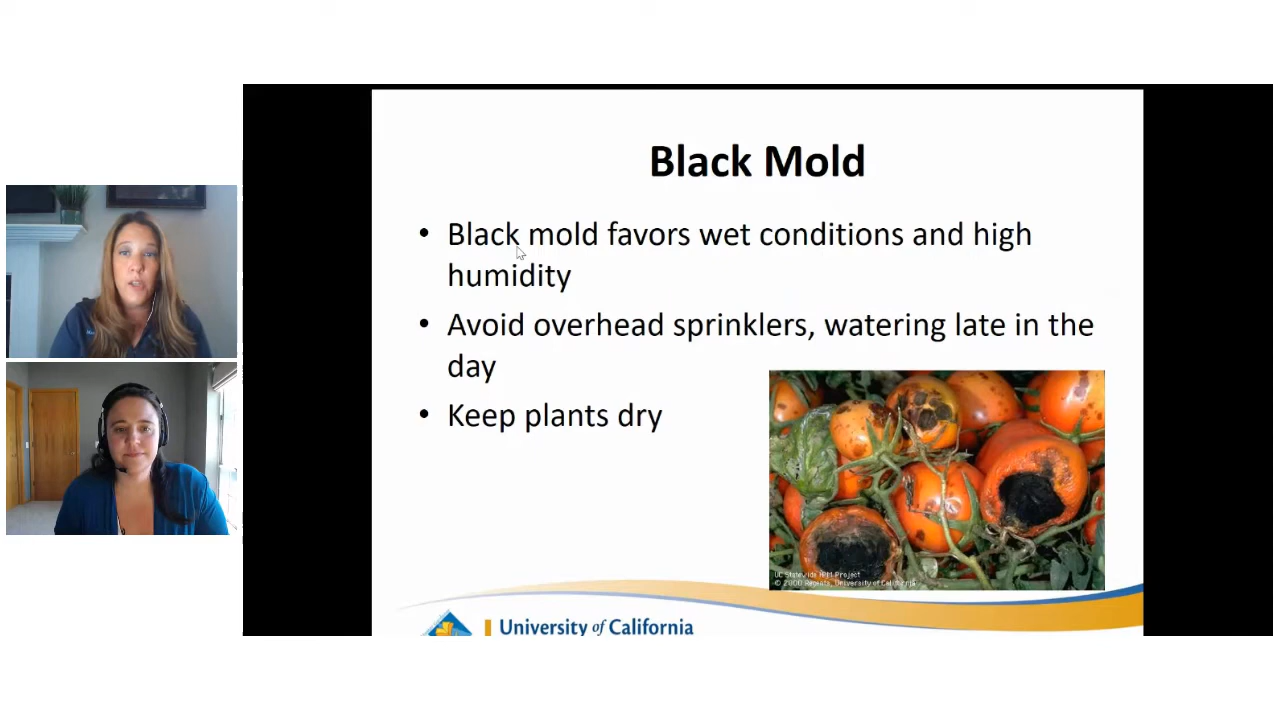 Black Mold
• Black mold favors wet conditions and high
humidity
• Avoid overhead sprinklers, watering late in the
day
• Keep plants dry
UC Statewide IPM Project
© 2000 Regents, University of California
University of California